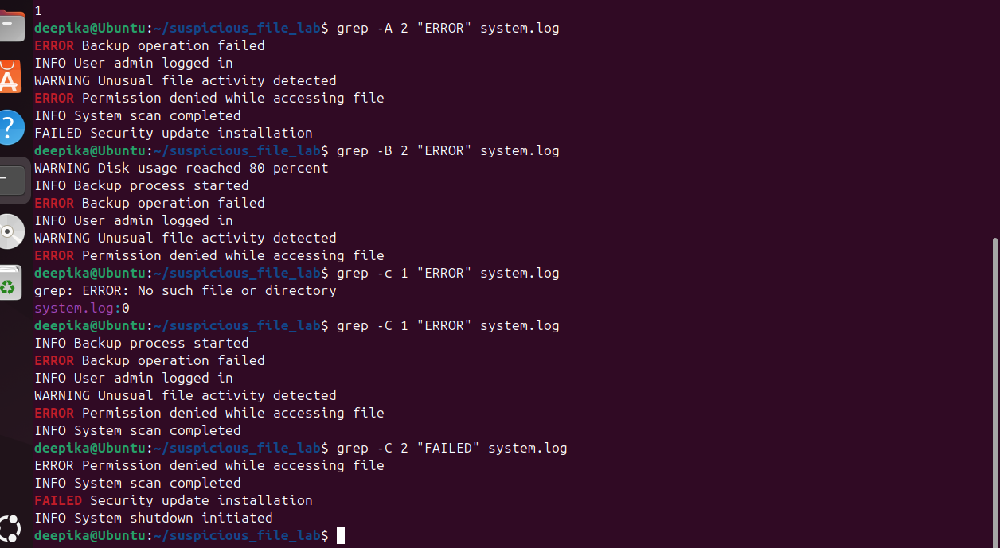 1
deepika@Ubuntu:~/suspicious_file_lab$ grep -A 2 "ERROR" system.log
ERROR Backup operation failed
INFO User admin logged in
WARNING Unusual file activity detected
ERROR Permission denied while accessing file
INFO System scan completed
FAILED Security update installation
deepika@Ubuntu:~/suspicious_file_lab$ grep -B 2 "ERROR" system.log
WARNING Disk usage reached 80 percent
INFO Backup process started
ERROR Backup operation failed
INFO User admin logged in
WARNING Unusual file activity detected
ERROR Permission denied while accessing file
deepika@Ubuntu:~/suspicious_file_lab$ grep -c 1 "ERROR" system.log
grep: ERROR: No such file or directory
system.log:0
deepika@Ubuntu:~/suspicious_file_lab$ grep -C 1 "ERROR" system.log
INFO Backup process started
ERROR Backup operation failed
INFO User admin logged in
WARNING Unusual file activity detected
ERROR Permission denied while accessing file
INFO System scan completed
deepika@Ubuntu:~/suspicious_file_lab$ grep -C 2 "FAILED" system.log
ERROR Permission denied while accessing file
INFO System scan completed
FAILED Security update installation
INFO System shutdown initiated
deepika@Ubuntu:~/suspicious_file_lab$